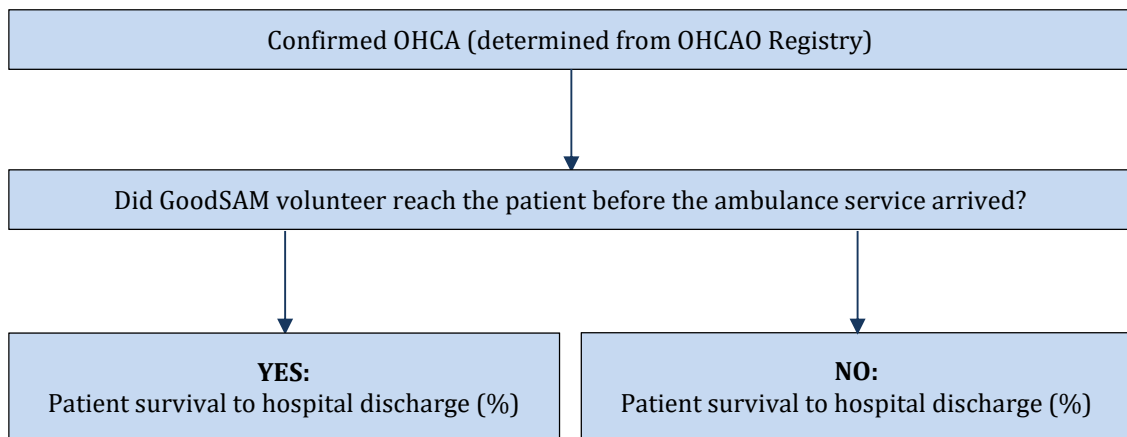 Confirmed OHCA (determined from OHCAO Registry)
Did GoodSAM volunteer reach the patient before the ambulance service arrived?
YES:
Patient survival to hospital discharge (%)
NO:
Patient survival to hospital discharge (%)